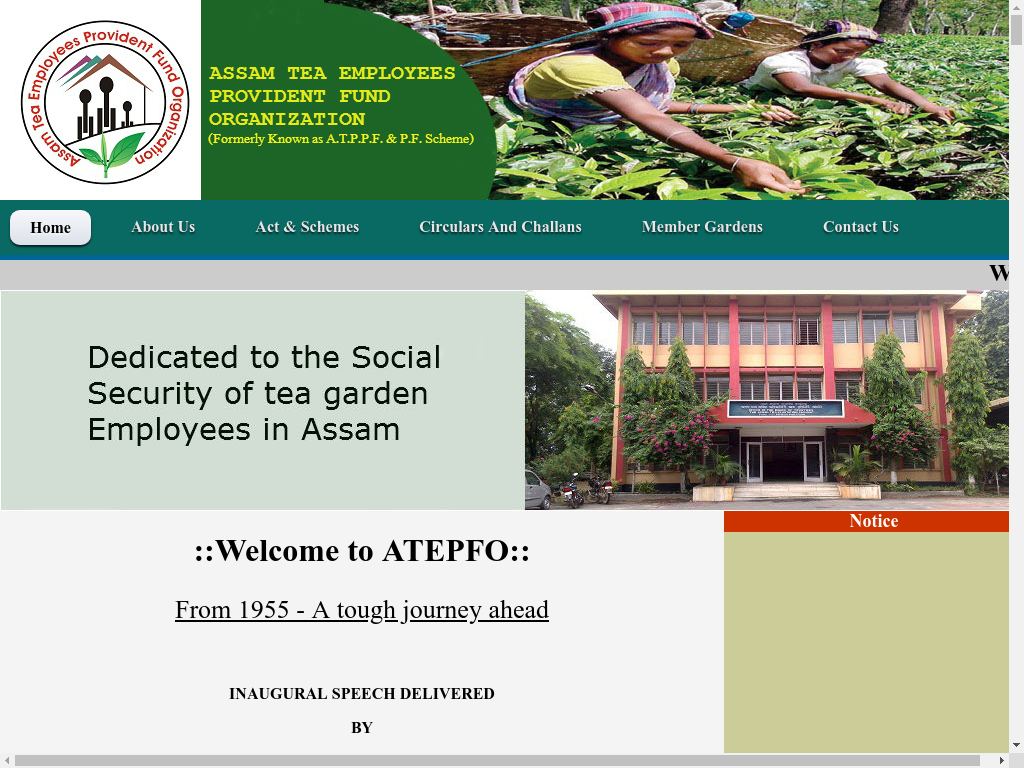 Assam Tea Employees Provident Fund Organization
ASSAM TEA EMPLOYEES
PROVIDENT FUND
ORGANIZATION
(Formerly Known as A.T.P.P.F. & P.F. Scheme)
Home
About Us
Act & Schemes
Circulars And Challans
Member Gardens
Contact Us
W
Dedicated to the Social
Security of tea garden
Employees in Assam
::Welcome to ATEPFO::
Notice
From 1955 - A tough journey ahead
INAUGURAL SPEECH DELIVERED
BY